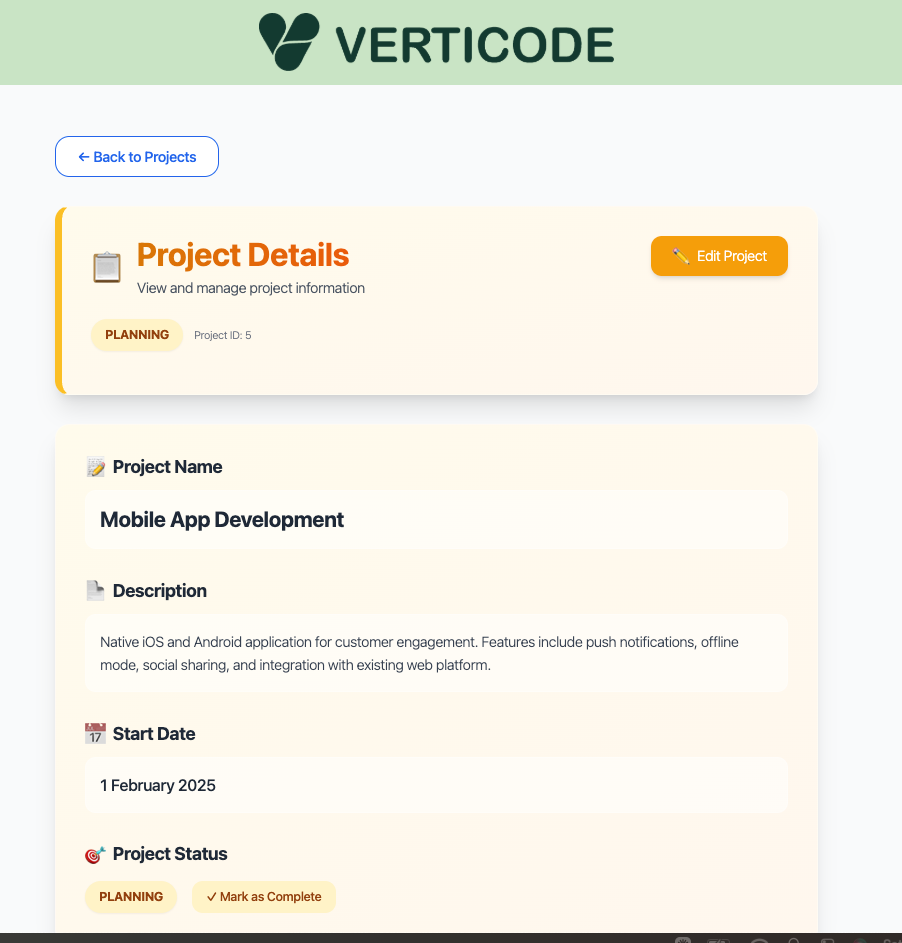 VERTICODE
← Back to Projects
Project Details
Edit Project
View and manage project information
PLANNING
Project ID: 5
Project Name
Mobile App Development
Description
Native iOS and Android application for customer engagement. Features include push notifications, offline
mode, social sharing, and integration with existing web platform.
17
Start Date
1 February 2025
Project Status
PLANNING
✓ Mark as Complete